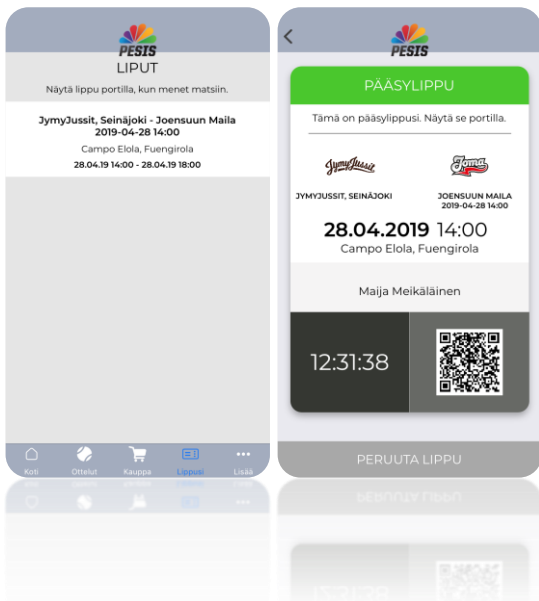 PESIS
LIPUT
Näytä lippu portilla, kun menet matsiin.
JymyJussit, Seinäjoki - Joensuun Maila
2019-04-28 14:00
Campo Elola, Fuengirola
28.04.19 14:00 - 28.04.19 18:00
Koti Ottelut Kauppa Lippusi Lisää
PESIS
PÄÄSYLIPPU
Tämä on pääsylippusi. Näytä se portilla.
JymyJussit
Joma
JYMYJUSSIT, SEINÄJOKI
JOENSUUN MAILA
2019-04-28 14:00
28.04.2019 14:00
Campo Elola, Fuengirola
Maija Meikäläinen
12:31:38
PERUUTA LIPPU